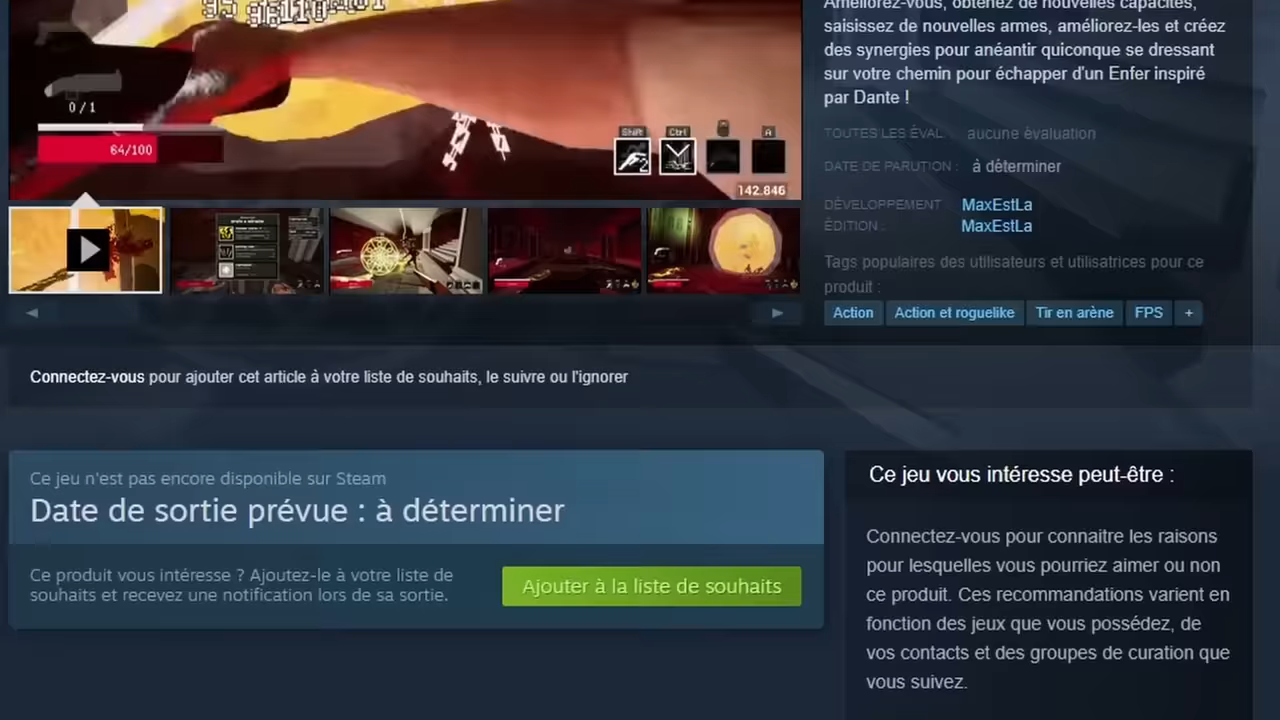 Améliorez-vous, obtenez de nouvelles capacités,
saisissez de nouvelles armes, améliorez-les et créez
des synergies pour anéantir quiconque se dressant
sur votre chemin pour échapper d'un Enfer inspiré
par Dante !
0 / 1
64/100
Shift
Ctrl
A
2
142.846
TOUTES LES ÉVAL. aucune évaluation
DATE DE PARUTION : à déterminer
DÉVELOPPEMENT MaxEstLa
ÉDITION : MaxEstLa
Tags populaires des utilisateurs et utilisatrices pour ce
produit :
Action Action et roguelike Tir en arène FPS +
Connectez-vous pour ajouter cet article à votre liste de souhaits, le suivre ou l'ignorer
Ce jeu n'est pas encore disponible sur Steam
Date de sortie prévue : à déterminer
Ce produit vous intéresse ? Ajoutez-le à votre liste de
souhaits et recevez une notification lors de sa sortie.
Ajouter à la liste de souhaits
Ce jeu vous intéresse peut-être :
Connectez-vous pour connaitre les raisons
pour lesquelles vous pourriez aimer ou non
ce produit. Ces recommandations varient en
fonction des jeux que vous possédez, de
vos contacts et des groupes de curation que
vous suivez.